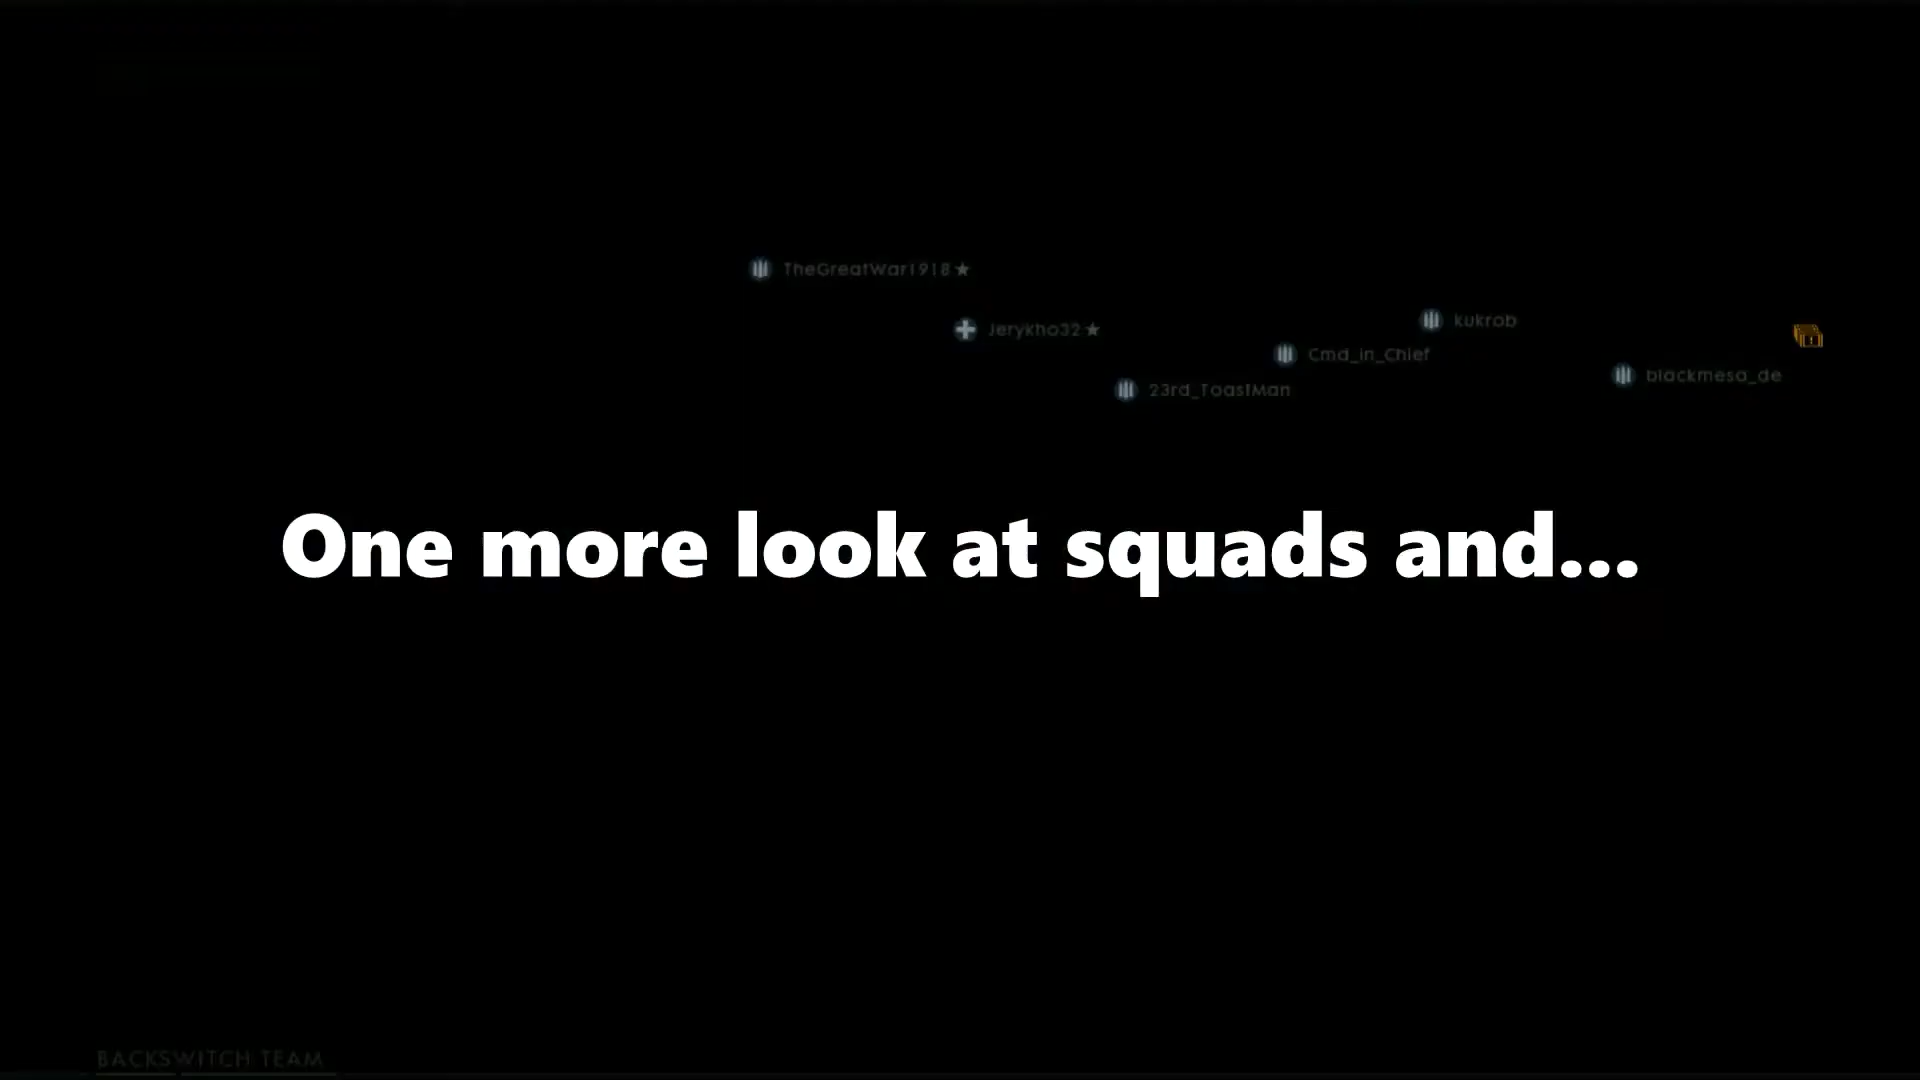 TheGreatWar1918★
Jerykho32★
kukrob
Cmd_in_Chief
blackmesa_de
23rd_ToastMan
One more look at squads and...
BACKSWITCH TEAM